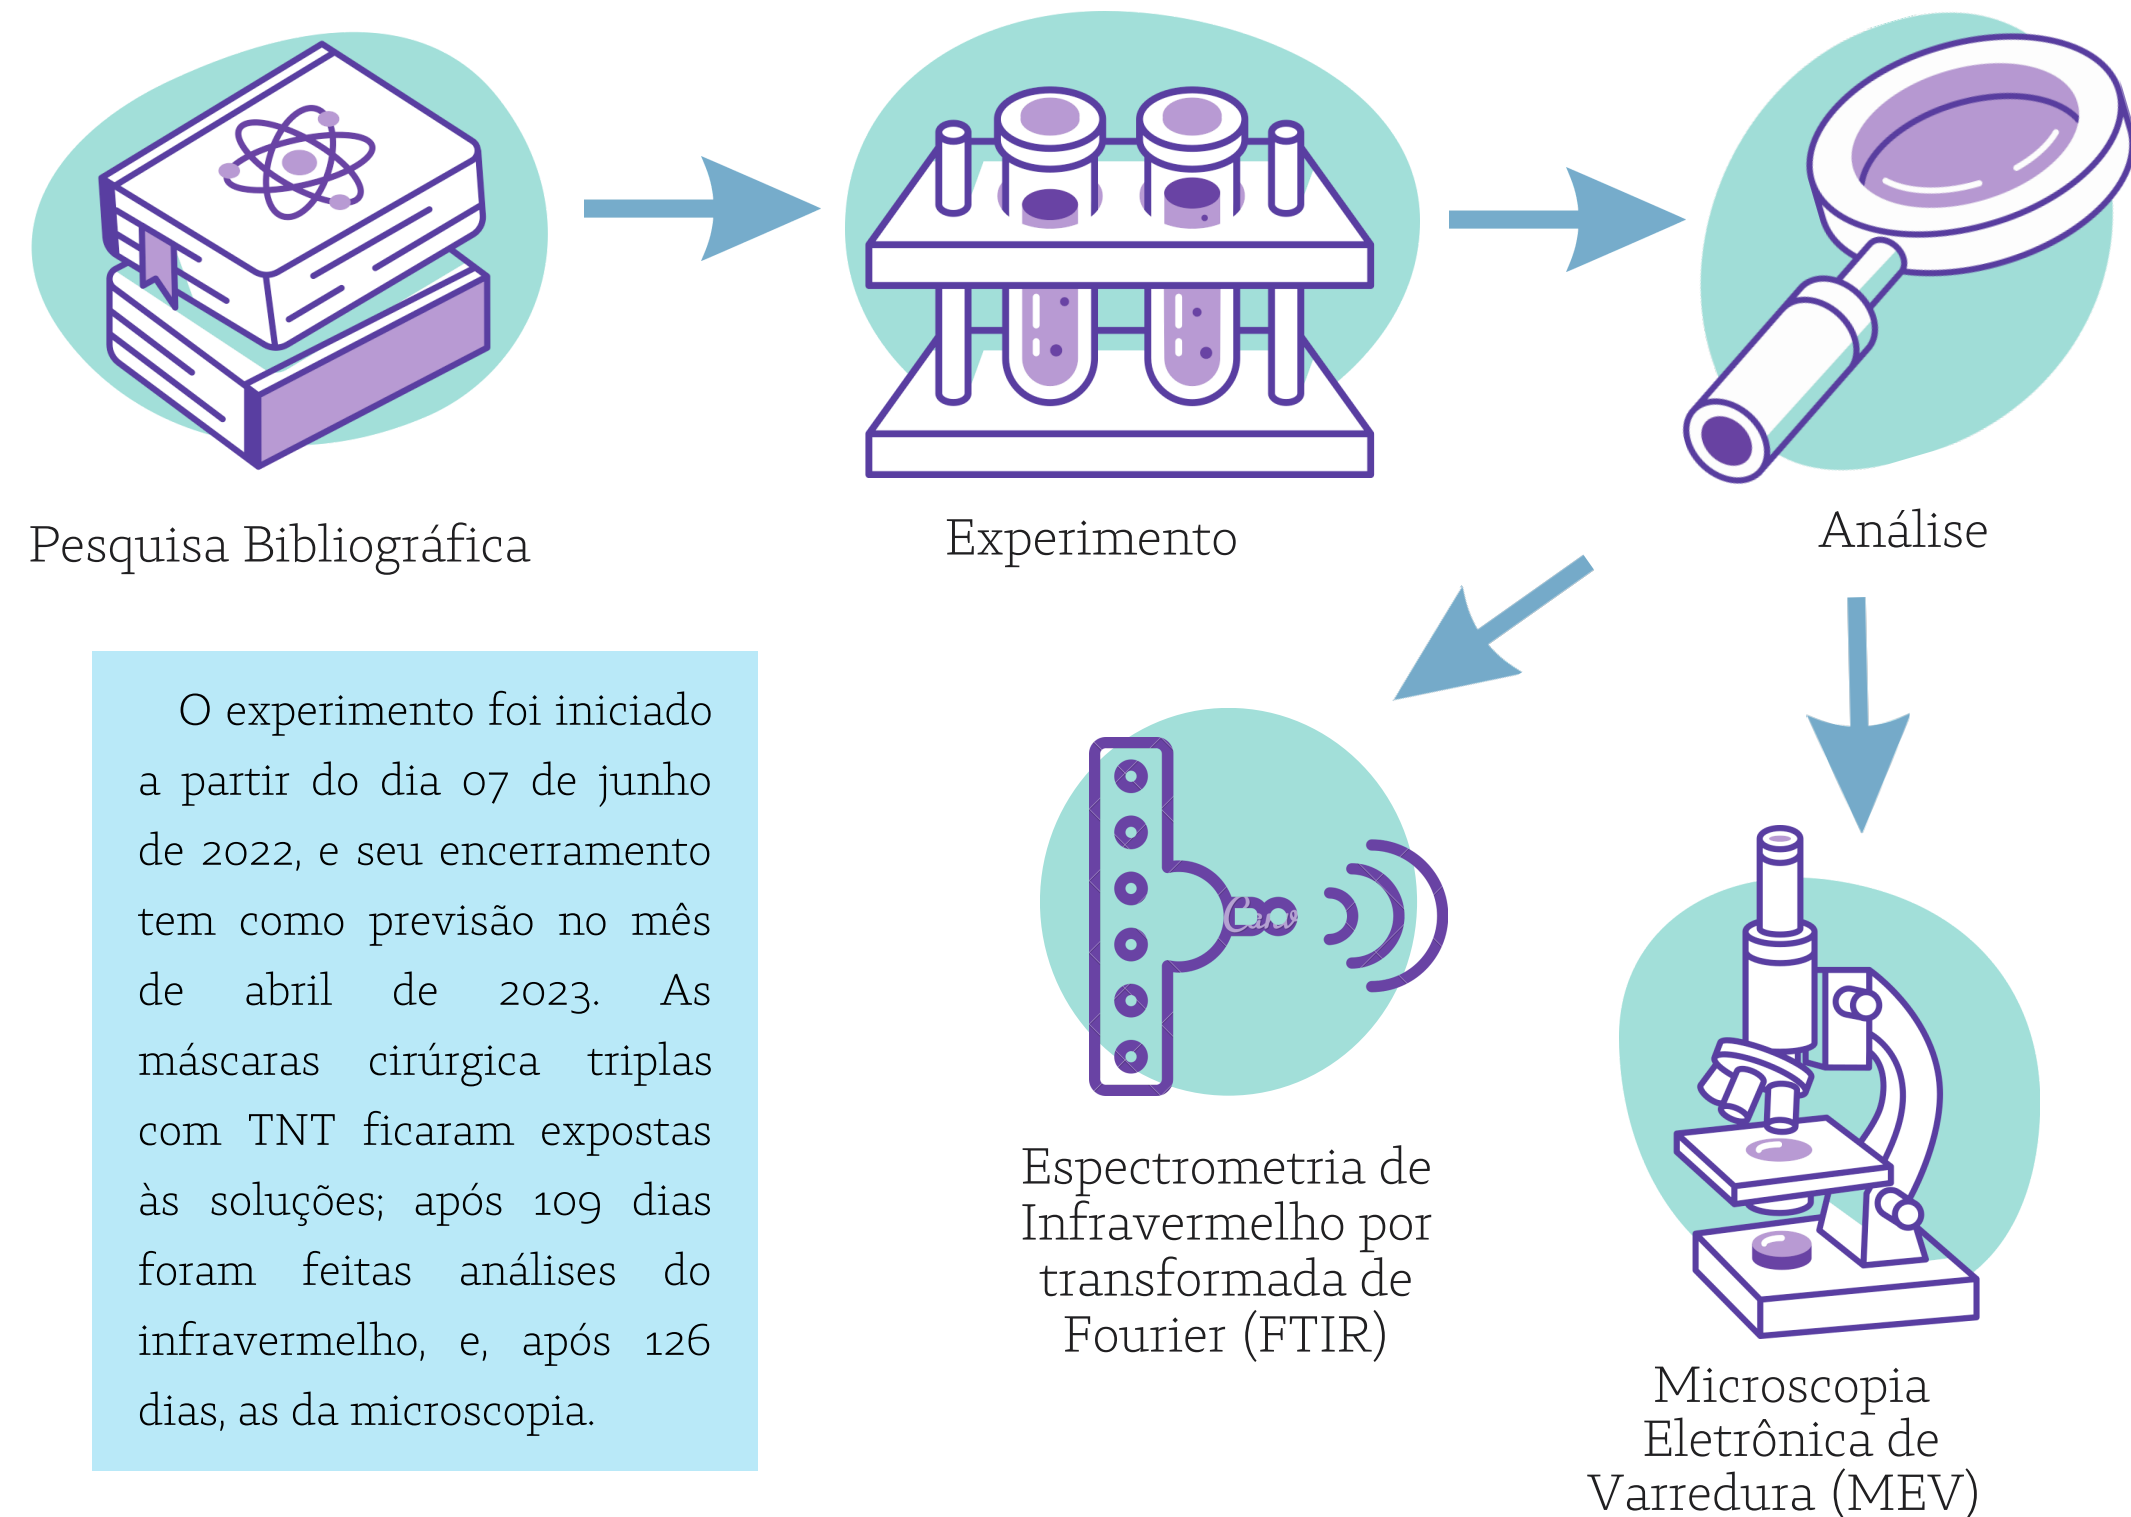 Pesquisa Bibliográfica
Experimento
Análise
O experimento foi iniciado
a partir do dia 07 de junho
de 2022, e seu encerramento
tem como previsão no mês
de abril de 2023. As
máscaras cirúrgica triplas
com TNT ficaram expostas
às soluções; após 109 dias
foram feitas análises do
infravermelho, e, após 126
dias, as da microscopia.
Canv
Espectrometria de
Infravermelho por
transformada de
Fourier (FTIR)
Microscopia
Eletrônica de
Varredura (MEV)